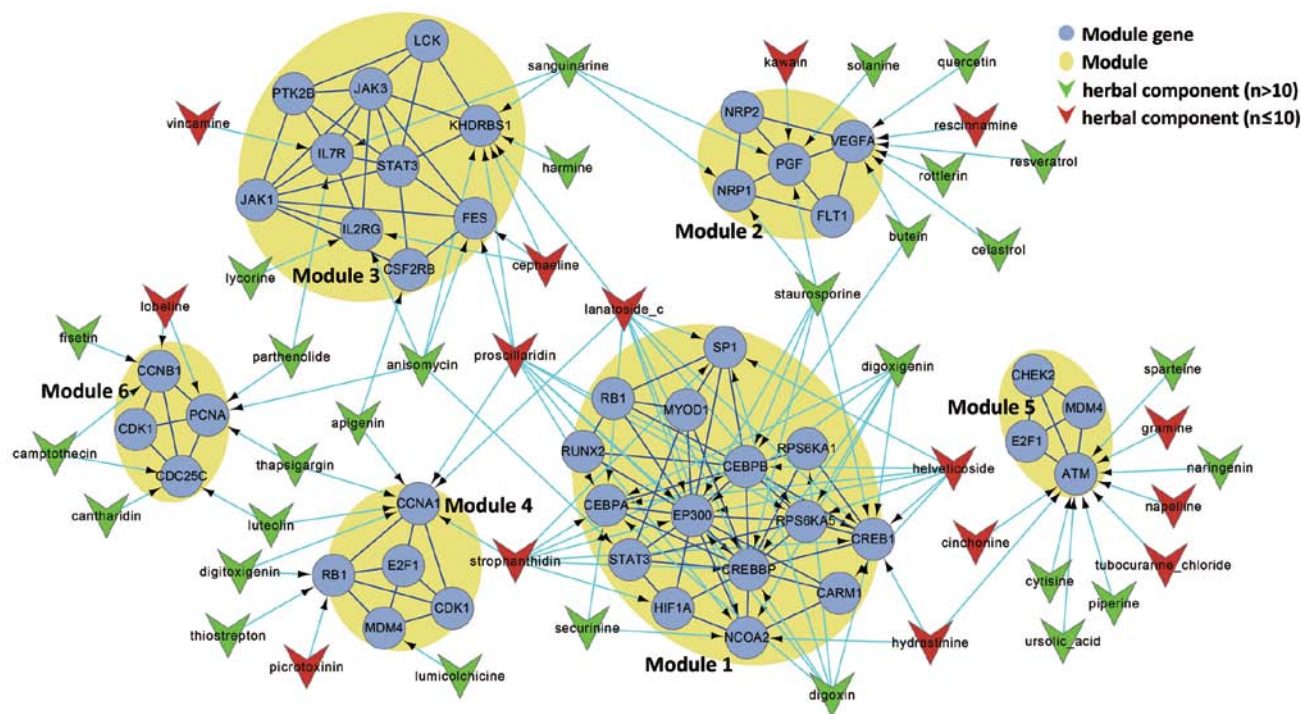 Module gene
Module
herbal component (n>10)
herbal component (n≤10)
LCK
PTK2B
JAK3
KHDRBS1
IL7R
STAT3
JAK1
IL2RG
FES
CSF2RB
Module 3
vincamine
sanguinarine
harmine
lycorine
cephaeline
kawain
solanine
quercetin
rescinnamine
resveratrol
rottlerin
celastrol
butein
staurosporine
NRP2
VEGFA
PGF
NRP1
FLT1
Module 2
lobeline
fisetin
parthenolide
anisomycin
proscillaridin
lanatoside_c
digoxigenin
CCNB1
Module 6
PCNA
CDK1
CDC25C
camptothecin
cantharidin
luteolin
thapsigargin
apigenin
digitoxigenin
thiostrepton
picrotoxinin
lumicolchicine
strophanthidin
CCNA1
Module 4
RB1
E2F1
CDK1
MDM4
SP1
RB1
MYOD1
RUNX2
CEBPB
RPS6KA1
CEBPA
EP300
RPS6KA5
CREB1
STAT3
CREBBP
CARM1
HIF1A
NCOA2
Module 1
securinine
digoxin
hydrastinine
helveticoside
CHEK2
Module 5
MDM4
E2F1
ATM
sparteine
gramine
naringenin
napelline
tubocurarine_chloride
cinchonine
cytisine
piperine
ursolic_acid